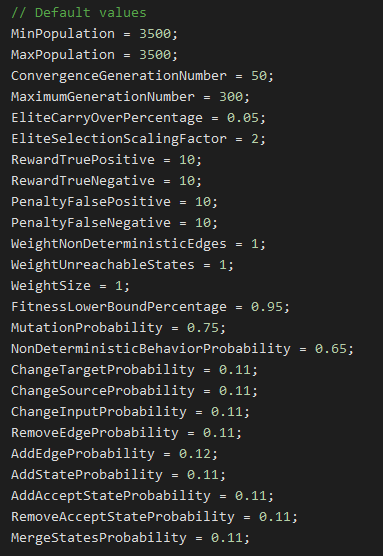 // Default values
MinPopulation = 3500;
MaxPopulation = 3500;
ConvergenceGenerationNumber = 50;
MaximumGenerationNumber = 300;
EliteCarryOverPercentage = 0.05;
EliteSelectionScalingFactor = 2;
RewardTruePositive = 10;
RewardTrueNegative = 10;
PenaltyFalsePositive = 10;
PenaltyFalseNegative = 10;
WeightNonDeterministicEdges = 1;
WeightUnreachableStates = 1;
WeightSize = 1;
FitnessLowerBoundPercentage = 0.95;
MutationProbability = 0.75;
NonDeterministicBehaviorProbability = 0.65;
ChangeTargetProbability = 0.11;
ChangeSourceProbability = 0.11;
ChangeInputProbability = 0.11;
RemoveEdgeProbability = 0.11;
AddEdgeProbability = 0.12;
AddStateProbability = 0.11;
AddAcceptStateProbability = 0.11;
RemoveAcceptStateProbability = 0.11;
MergeStatesProbability = 0.11;